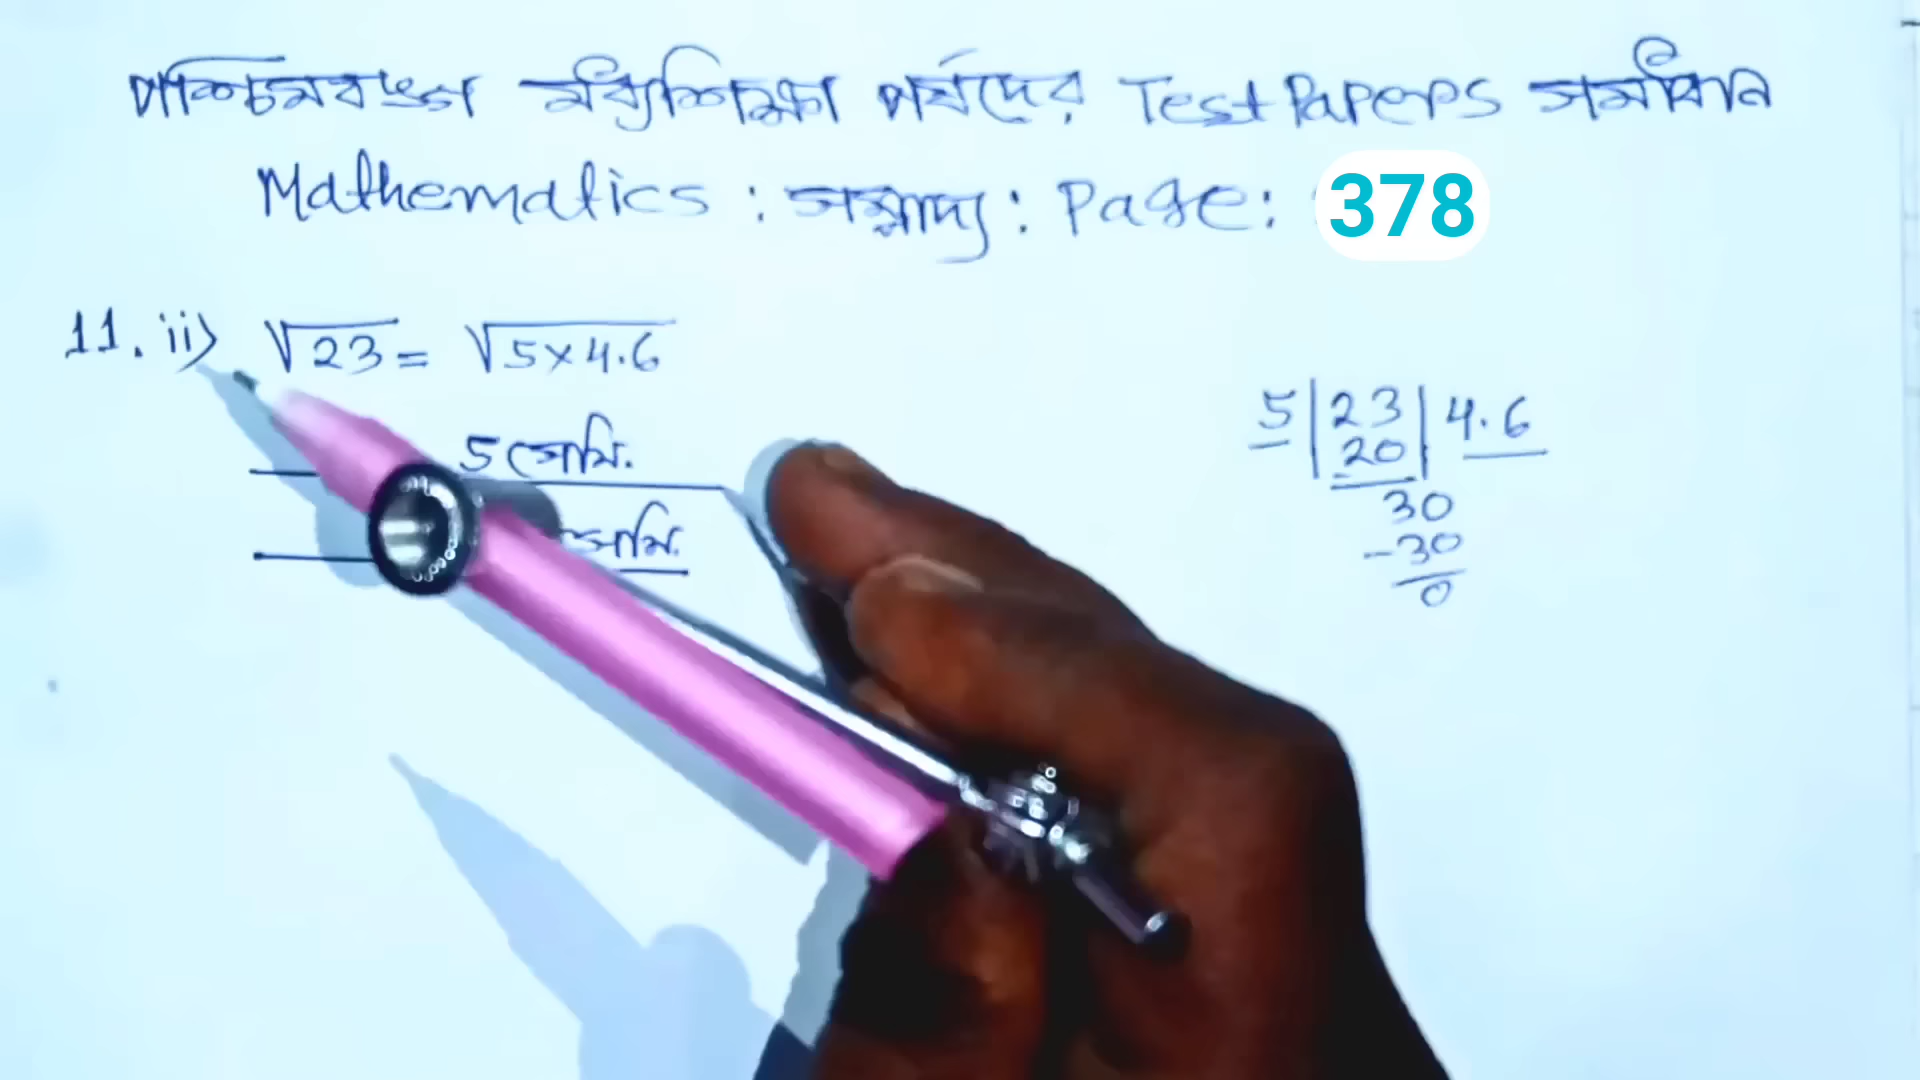 পশ্চিমবঙ্গ মধ্যশিক্ষা পর্ষদের Test Papers সমাধান
Mathematics : সম্পাদ্য : Page: 378
11. ii) √23 = √5×4.6
5 সেমি.
সেমি.
5 | 23 | 4.6
20
30
-30
0